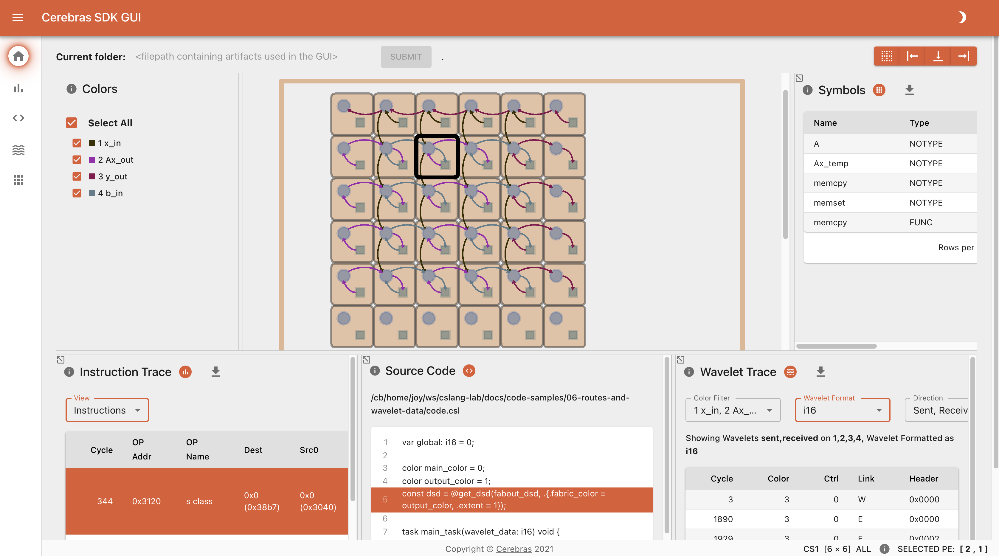 Cerebras SDK GUI
Current folder: <filepath containing artifacts used in the GUI> SUBMIT .
Colors
Select All
1 x_in
2 Ax_out
3 y_out
4 b_in
Symbols
Name Type
A NOTYPE
Ax_temp NOTYPE
memcpy NOTYPE
memset NOTYPE
memcpy FUNC
Rows per
Instruction Trace
View
Instructions
Cycle OP Addr OP Name Dest Src0
344 0x3120 s class 0x0 (0x38b7) 0x0 (0x3040)
Source Code
/cb/home/joy/ws/cslang-lab/docs/code-samples/06-routes-and-
wavelet-data/code.csl
1 var global: i16 = 0;
2
3 color main_color = 0;
4 color output_color = 1;
5 const dsd = @get_dsd(fabout_dsd, .{.fabric_color =
output_color, .extent = 1});
6
7 task main_task(wavelet_data: i16) void {
Wavelet Trace
Color Filter Wavelet Format Direction
1 x_in, 2 Ax_... i16 Sent, Receiv
Showing Wavelets sent,received on 1,2,3,4, Wavelet Formatted as
i16
Cycle Color Ctrl Link Header
3 3 0 W 0x0000
1890 3 0 E 0x0000
1929 3 0 E 0x0002
Copyright © Cerebras 2021
CS1 [6 × 6] ALL SELECTED PE: [ 2 , 1 ]